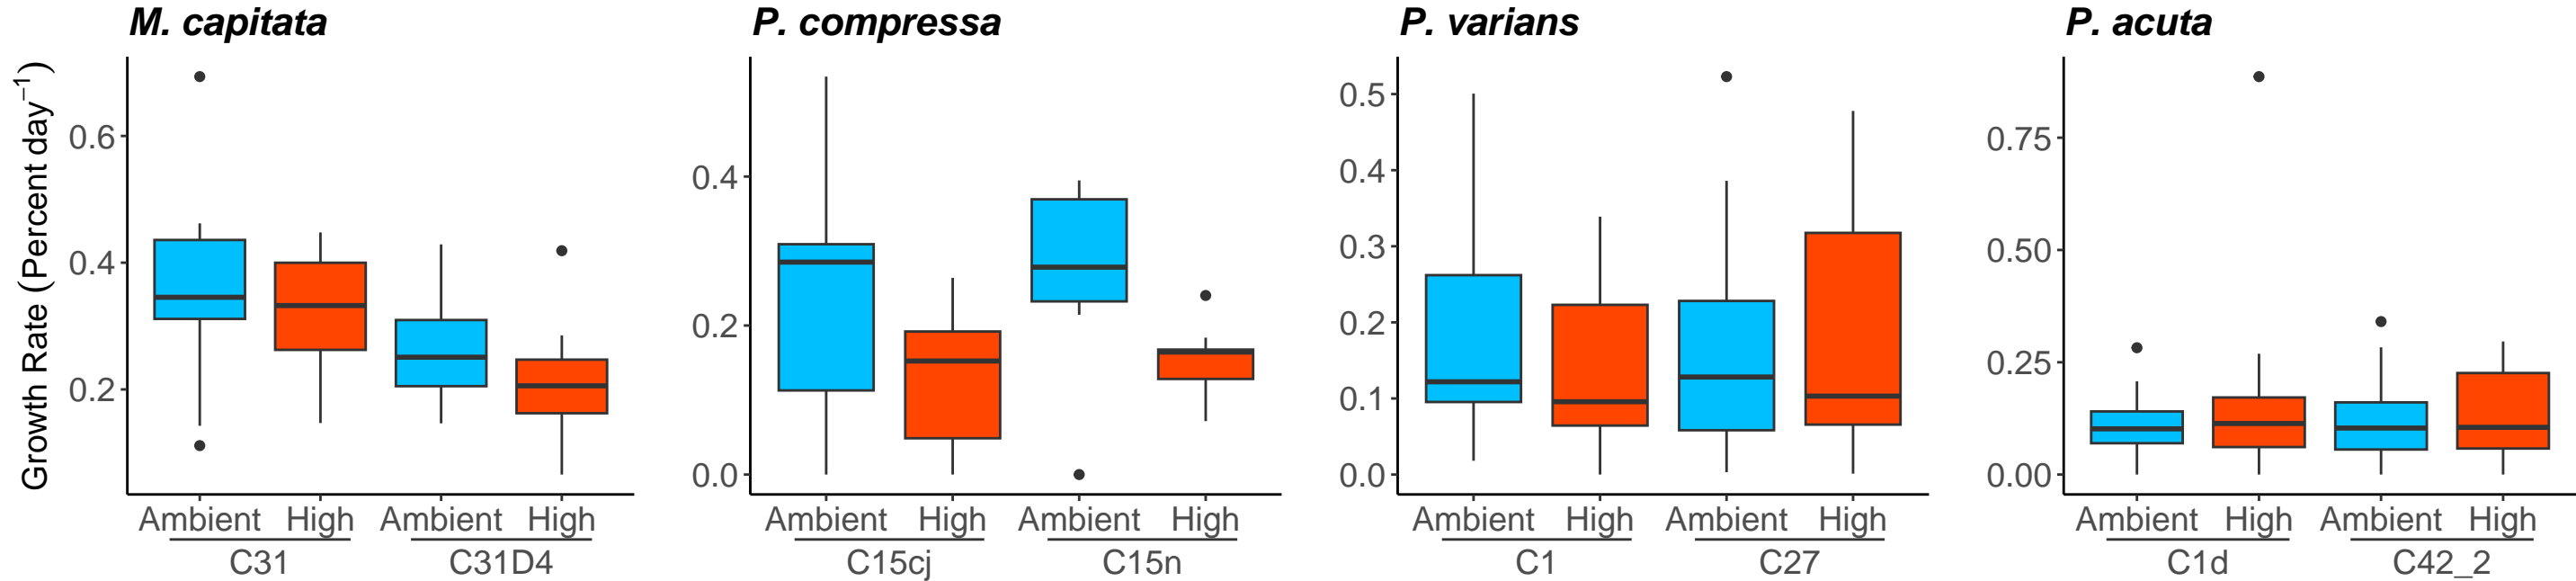 M. capitata
P. compressa
P. varians
P. acuta
Growth Rate (Percent day⁻¹)
0.6
0.4
0.2
0.4
0.2
0.0
0.5
0.4
0.3
0.2
0.1
0.0
0.75
0.50
0.25
0.00
Ambient High Ambient High
C31 C31D4
Ambient High Ambient High
C15cj C15n
Ambient High Ambient High
C1 C27
Ambient High Ambient High
C1d C42_2